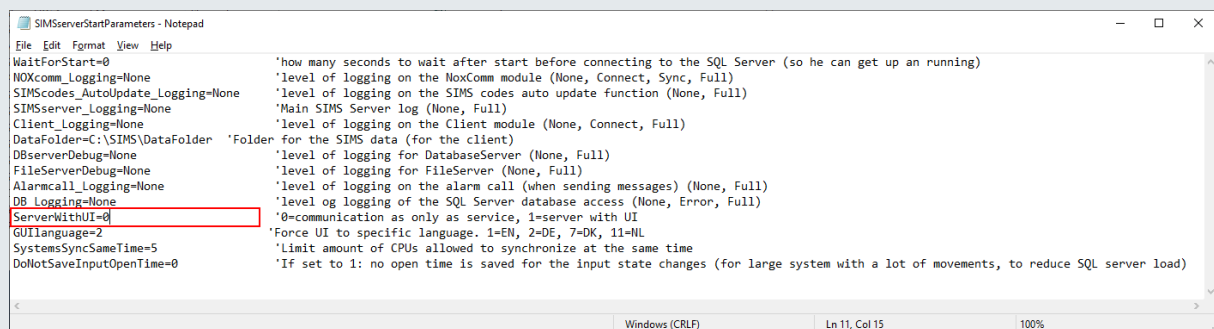 SIMSserverStartParameters - Notepad
File Edit Format View Help
WaitForStart=0 'how many seconds to wait after start before connecting to the SQL Server (so he can get up an running)
NOXcomm_Logging=None 'level of logging on the NoxComm module (None, Connect, Sync, Full)
SIMScodes_AutoUpdate_Logging=None 'level of logging on the SIMS codes auto update function (None, Full)
SIMSserver_Logging=None 'Main SIMS Server log (None, Full)
Client_Logging=None 'level of logging on the Client module (None, Connect, Full)
DataFolder=C:\SIMS\DataFolder 'Folder for the SIMS data (for the client)
DBserverDebug=None 'level of logging for DatabaseServer (None, Full)
FileServerDebug=None 'level of logging for FileServer (None, Full)
Alarmcall_Logging=None 'level of logging on the alarm call (when sending messages) (None, Full)
DB_Logging=None 'level og logging of the SQL Server database access (None, Error, Full)
ServerWithUI=0 '0=communication as only as service, 1=server with UI
GUIlanguage=2 'Force UI to specific language. 1=EN, 2=DE, 7=DK, 11=NL
SystemsSyncSameTime=5 'Limit amount of CPUs allowed to synchronize at the same time
DoNotSaveInputOpenTime=0 'If set to 1: no open time is saved for the input state changes (for large system with a lot of movements, to reduce SQL server load)
Windows (CRLF) Ln 11, Col 15 100%